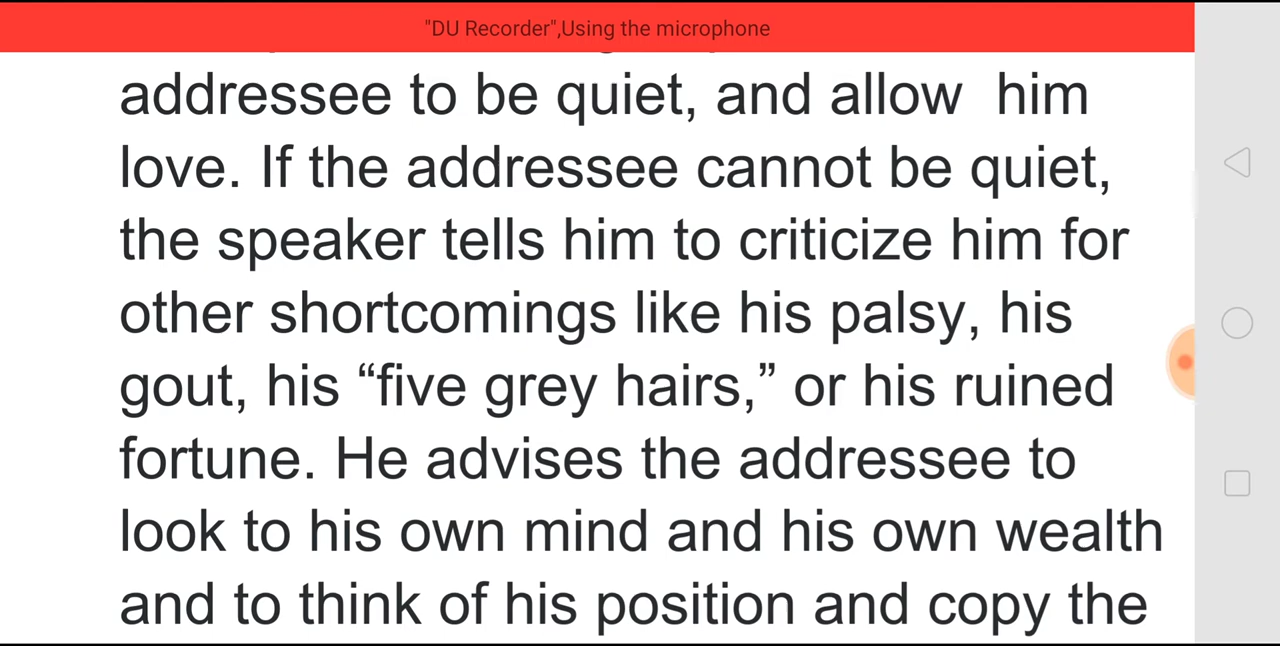 "DU Recorder",Using the microphone
addressee to be quiet, and allow  him
love. If the addressee cannot be quiet,
the speaker tells him to criticize him for
other shortcomings like his palsy, his
gout, his “five grey hairs,” or his ruined
fortune. He advises the addressee to
look to his own mind and his own wealth
and to think of his position and copy the